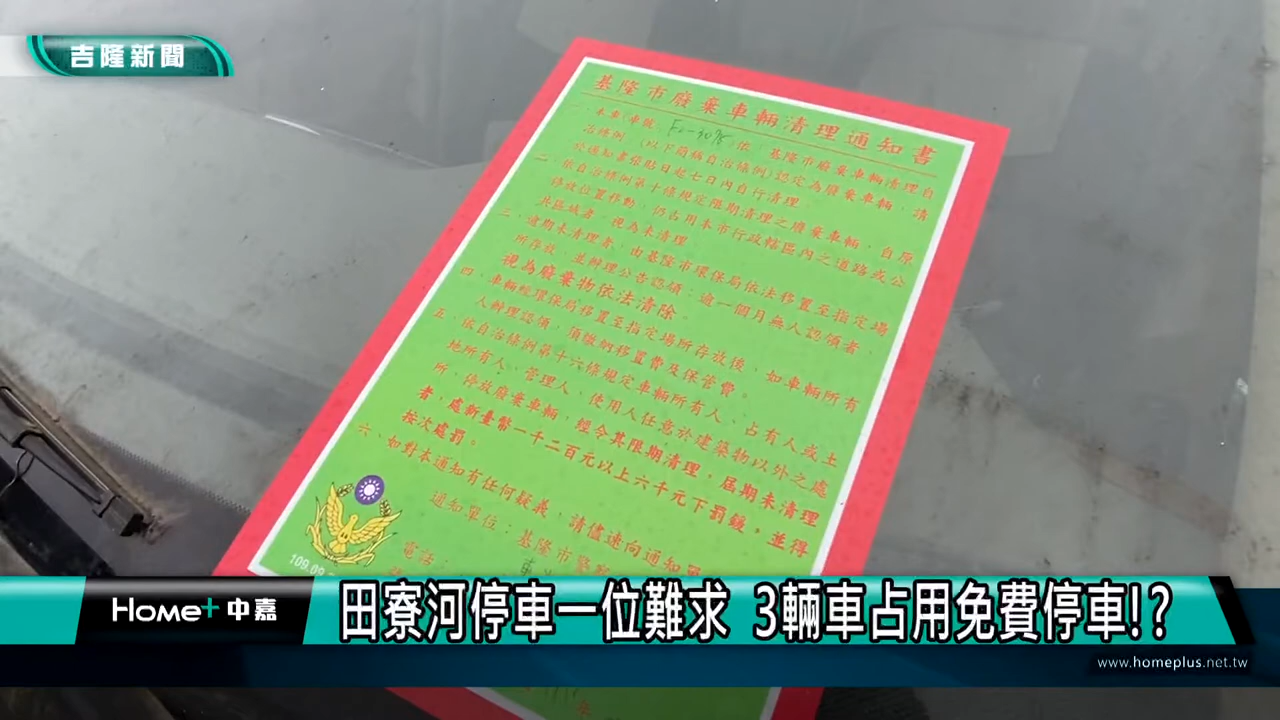 吉隆新聞
基隆市廢棄車輛清理通知書
一、本車(車號: )依「基隆市廢棄車輛清理自
治條例」(以下簡稱自治條例)認定為廢棄車輛,請
於通知書張貼日起七日內自行清理。
二、依自治條例第十條規定限期清理之廢棄車輛,自原
停放位置移動,仍占用本市行政轄區內之道路或公
共區域者,視為未清理。
三、逾期未清理者,由基隆市環保局依法移置至指定場
所存放,並辦理公告認領;逾一個月無人認領者,
視為廢棄物依法清除。
四、車輛經環保局移置至指定場所存放後,如車輛所有
人辦理認領,須繳納移置費及保管費。
五、依自治條例第十六條規定車輛所有人、占有人或土
地所有人、管理人、使用人任意於建築物以外之處
所,停放廢棄車輛,經令其限期清理,屆期未清理
者,處新臺幣一千二百元以上六千元下罰鍰,並得
按次處罰。
六、如對本通知有任何疑義,請儘速向通知單
通知單位:基隆市警察
電話:
109.09
Home+中嘉
田寮河停車一位難求 3輛車占用免費停車!?
www.homeplus.net.tw